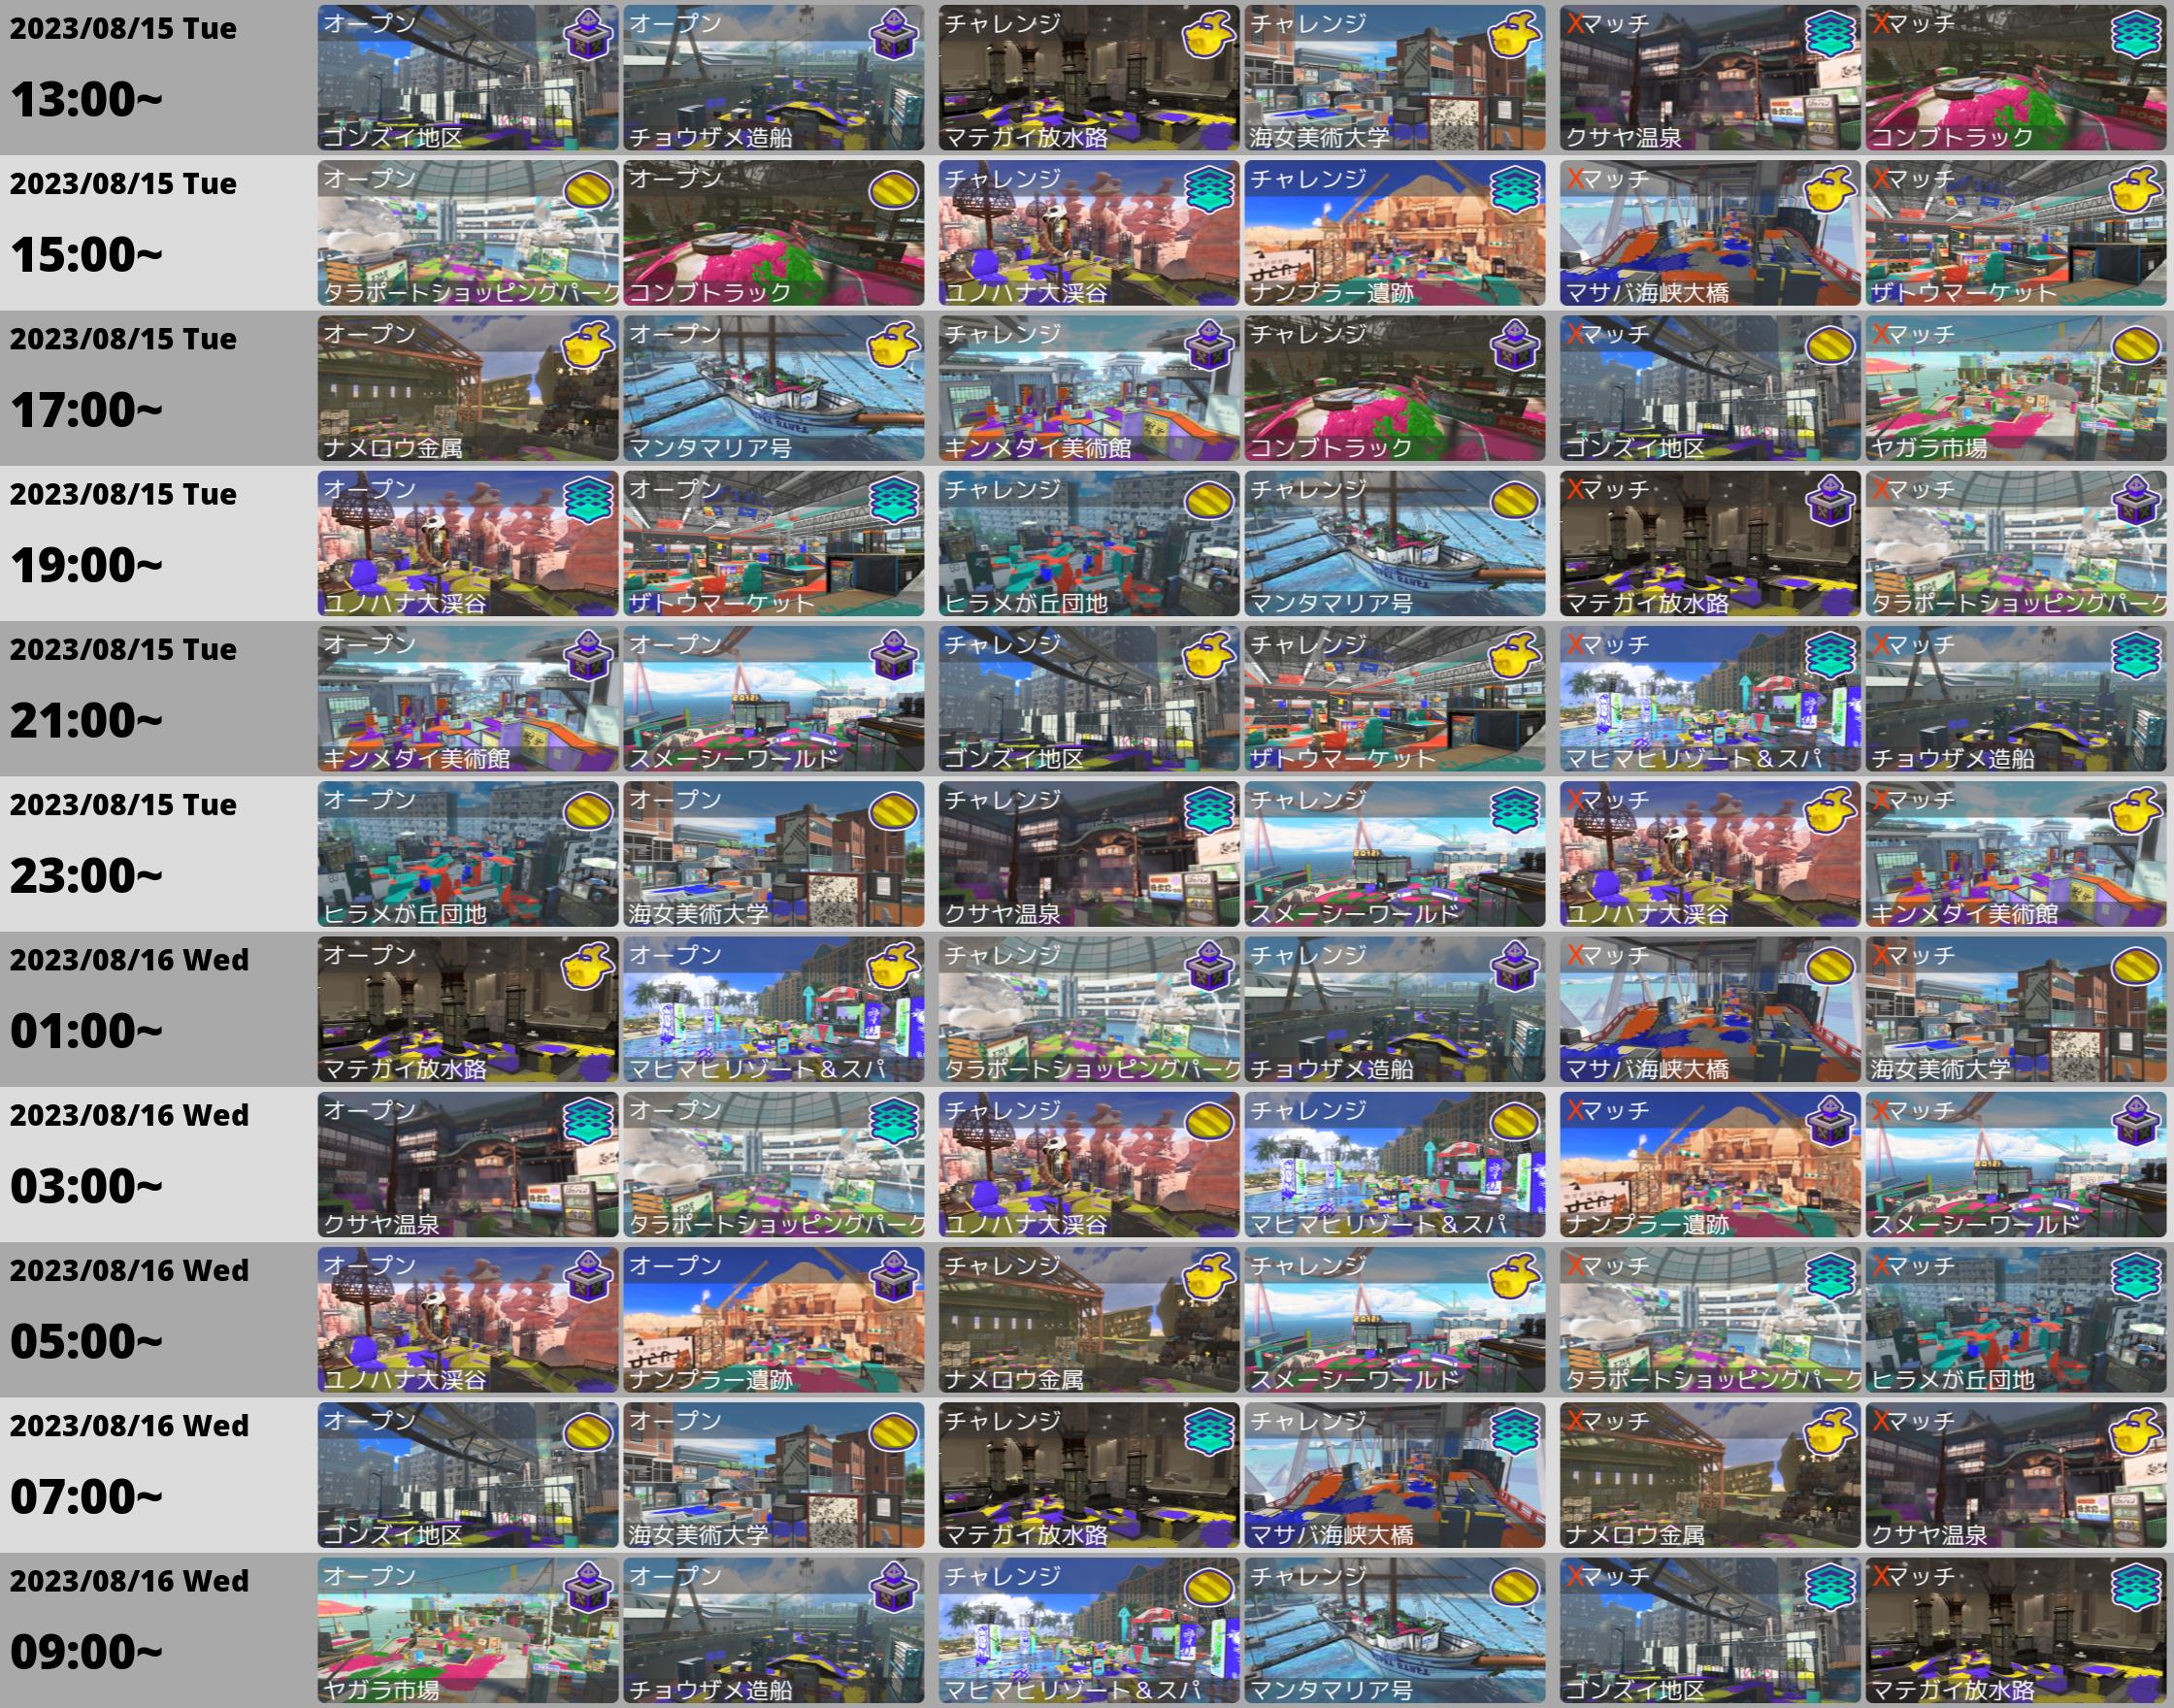 2023/08/15 Tue
13:00~
オープン オープン チャレンジ チャレンジ Xマッチ Xマッチ
ゴンズイ地区 チョウザメ造船 マテガイ放水路 海女美術大学 クサヤ温泉 コンブトラック
2023/08/15 Tue
15:00~
オープン オープン チャレンジ チャレンジ Xマッチ Xマッチ
タラポートショッピングパーク コンブトラック ユノハナ大渓谷 ナンプラー遺跡 マサバ海峡大橋 ザトウマーケット
2023/08/15 Tue
17:00~
オープン オープン チャレンジ チャレンジ Xマッチ Xマッチ
ナメロウ金属 マンタマリア号 キンメダイ美術館 コンブトラック ゴンズイ地区 ヤガラ市場
2023/08/15 Tue
19:00~
オープン オープン チャレンジ チャレンジ Xマッチ Xマッチ
ユノハナ大渓谷 ザトウマーケット ヒラメが丘団地 マンタマリア号 マテガイ放水路 タラポートショッピングパーク
2023/08/15 Tue
21:00~
オープン オープン チャレンジ チャレンジ Xマッチ Xマッチ
キンメダイ美術館 スメーシーワールド ゴンズイ地区 ザトウマーケット マヒマヒリゾート＆スパ チョウザメ造船
2023/08/15 Tue
23:00~
オープン オープン チャレンジ チャレンジ Xマッチ Xマッチ
ヒラメが丘団地 海女美術大学 クサヤ温泉 スメーシーワールド ユノハナ大渓谷 キンメダイ美術館
2023/08/16 Wed
01:00~
オープン オープン チャレンジ チャレンジ Xマッチ Xマッチ
マテガイ放水路 マヒマヒリゾート＆スパ タラポートショッピングパーク チョウザメ造船 マサバ海峡大橋 海女美術大学
2023/08/16 Wed
03:00~
オープン オープン チャレンジ チャレンジ Xマッチ Xマッチ
クサヤ温泉 タラポートショッピングパーク ユノハナ大渓谷 マヒマヒリゾート＆スパ ナンプラー遺跡 スメーシーワールド
2023/08/16 Wed
05:00~
オープン オープン チャレンジ チャレンジ Xマッチ Xマッチ
ユノハナ大渓谷 ナンプラー遺跡 ナメロウ金属 スメーシーワールド タラポートショッピングパーク ヒラメが丘団地
2023/08/16 Wed
07:00~
オープン オープン チャレンジ チャレンジ Xマッチ Xマッチ
ゴンズイ地区 海女美術大学 マテガイ放水路 マサバ海峡大橋 ナメロウ金属 クサヤ温泉
2023/08/16 Wed
09:00~
オープン オープン チャレンジ チャレンジ Xマッチ Xマッチ
ヤガラ市場 チョウザメ造船 マヒマヒリゾート＆スパ マンタマリア号 ゴンズイ地区 マテガイ放水路